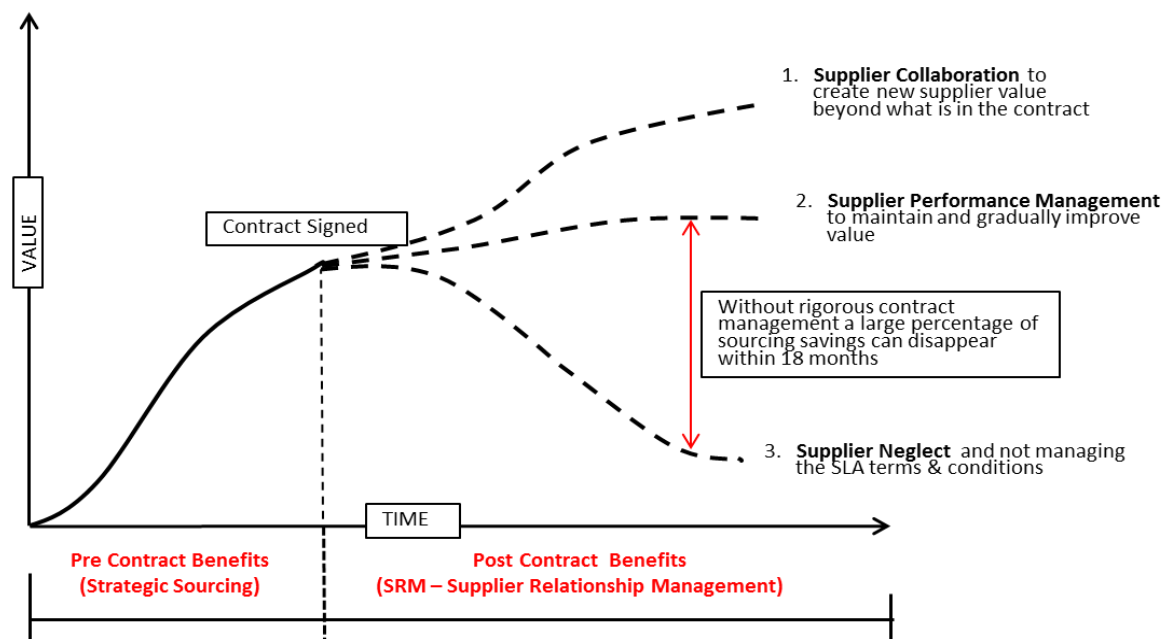 1. Supplier Collaboration to
create new supplier value
beyond what is in the contract
2. Supplier Performance Management
to maintain and gradually improve
value
Contract Signed
VALUE
Without rigorous contract
management a large percentage of
sourcing savings can disappear
within 18 months
3. Supplier Neglect and not managing
the SLA terms & conditions
TIME
Pre Contract Benefits
(Strategic Sourcing)
Post Contract Benefits
(SRM – Supplier Relationship Management)